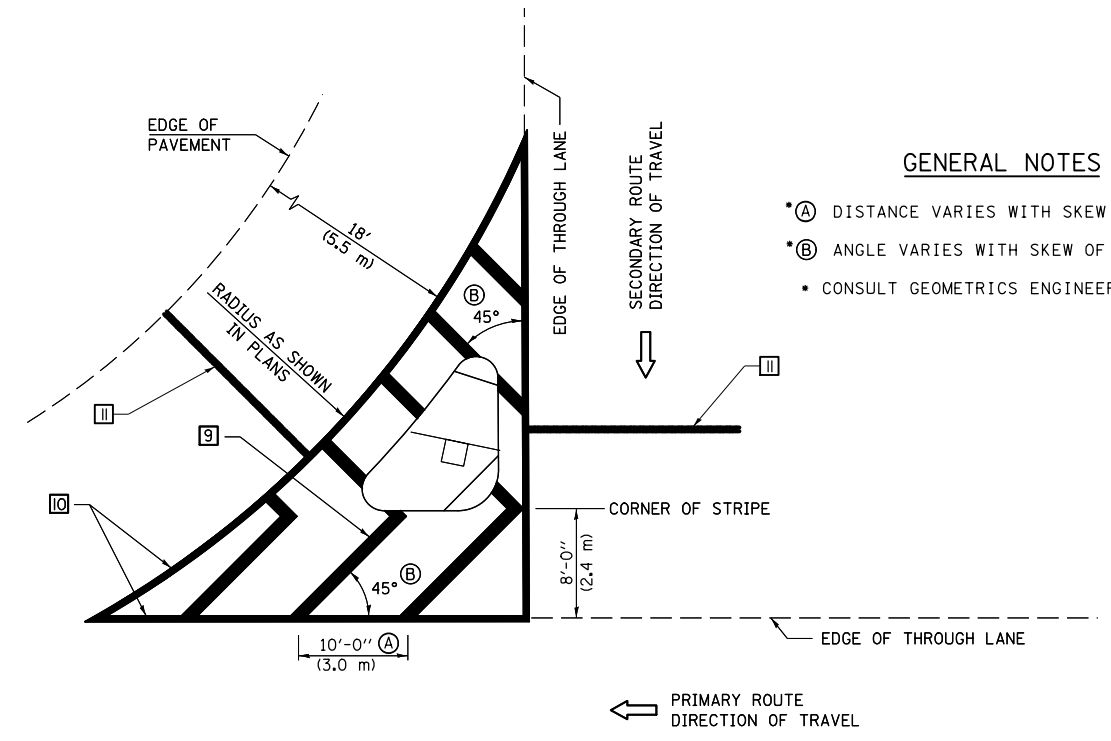 EDGE OF
PAVEMENT
18'
(5.5 m)
RADIUS AS SHOWN
IN PLANS
EDGE OF THROUGH LANE
SECONDARY ROUTE
DIRECTION OF TRAVEL
GENERAL NOTES
* A DISTANCE VARIES WITH SKEW
* B ANGLE VARIES WITH SKEW OF
* CONSULT GEOMETRICS ENGINEER
B
45°
11
11
9
10
CORNER OF STRIPE
8'-0"
(2.4 m)
45° B
10'-0" A
(3.0 m)
EDGE OF THROUGH LANE
PRIMARY ROUTE
DIRECTION OF TRAVEL